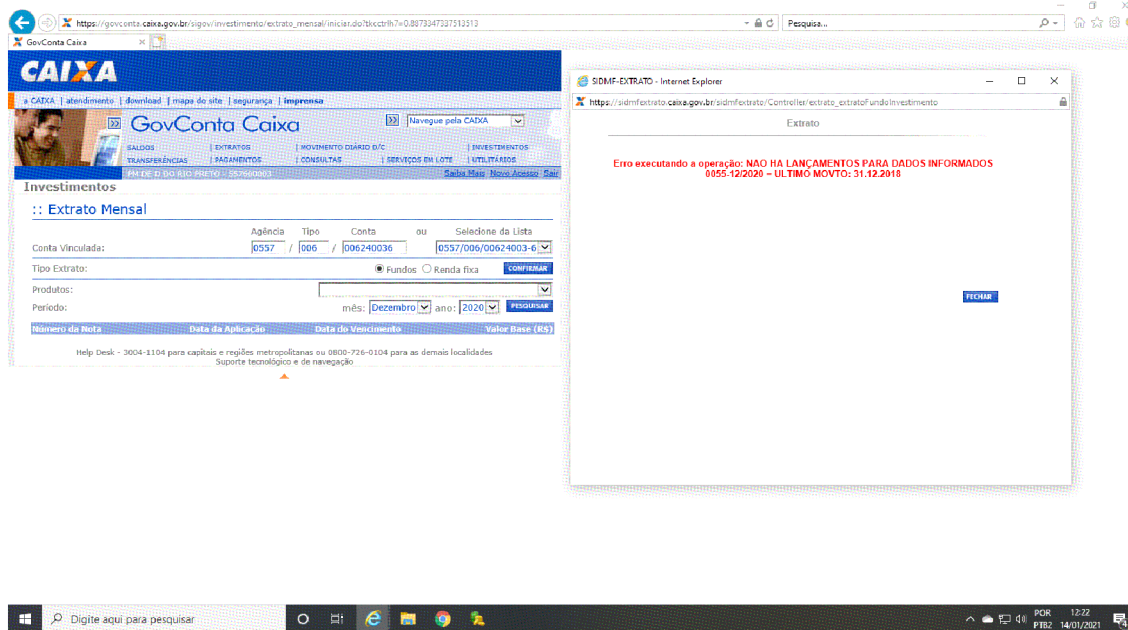 https://govconta.caixa.gov.br/sigov/investimento/extrato_mensal/iniciar.do?tkcctrlh7=0.8873347337513513
Pesquisa...
GovConta Caixa
CAIXA
a CAIXA | atendimento | download | mapa do site | segurança | imprensa
GovConta Caixa
Navegue pela CAIXA
SALDOS | EXTRATOS | MOVIMENTO DIÁRIO D/C | INVESTIMENTOS
TRANSFERÊNCIAS | PAGAMENTOS | CONSULTAS | SERVIÇOS EM LOTE | UTILITÁRIOS
Saiba Mais Novo Acesso Sair
Investimentos
:: Extrato Mensal
Agência Tipo Conta ou Selecione da Lista
Conta Vinculada: 0557 / 006 / 006240036 0557/006/00624003-6
Tipo Extrato: Fundos Renda fixa CONFIRMAR
Produtos:
Período: mês: Dezembro ano: 2020 PESQUISAR
Número da Nota Data da Aplicação Data do Vencimento Valor Base (R$)
Help Desk - 3004-1104 para capitais e regiões metropolitanas ou 0800-726-0104 para as demais localidades
Suporte tecnológico e de navegação
SIDMF-EXTRATO - Internet Explorer
https://sidmfextrato.caixa.gov.br/sidmfextrato/Controller/extrato_extratoFundoInvestimento
Extrato
Erro executando a operação: NAO HA LANÇAMENTOS PARA DADOS INFORMADOS
0055-12/2020 – ULTIMO MOVTO: 31.12.2018
FECHAR
Digite aqui para pesquisar
POR 12:22
PTB2 14/01/2021